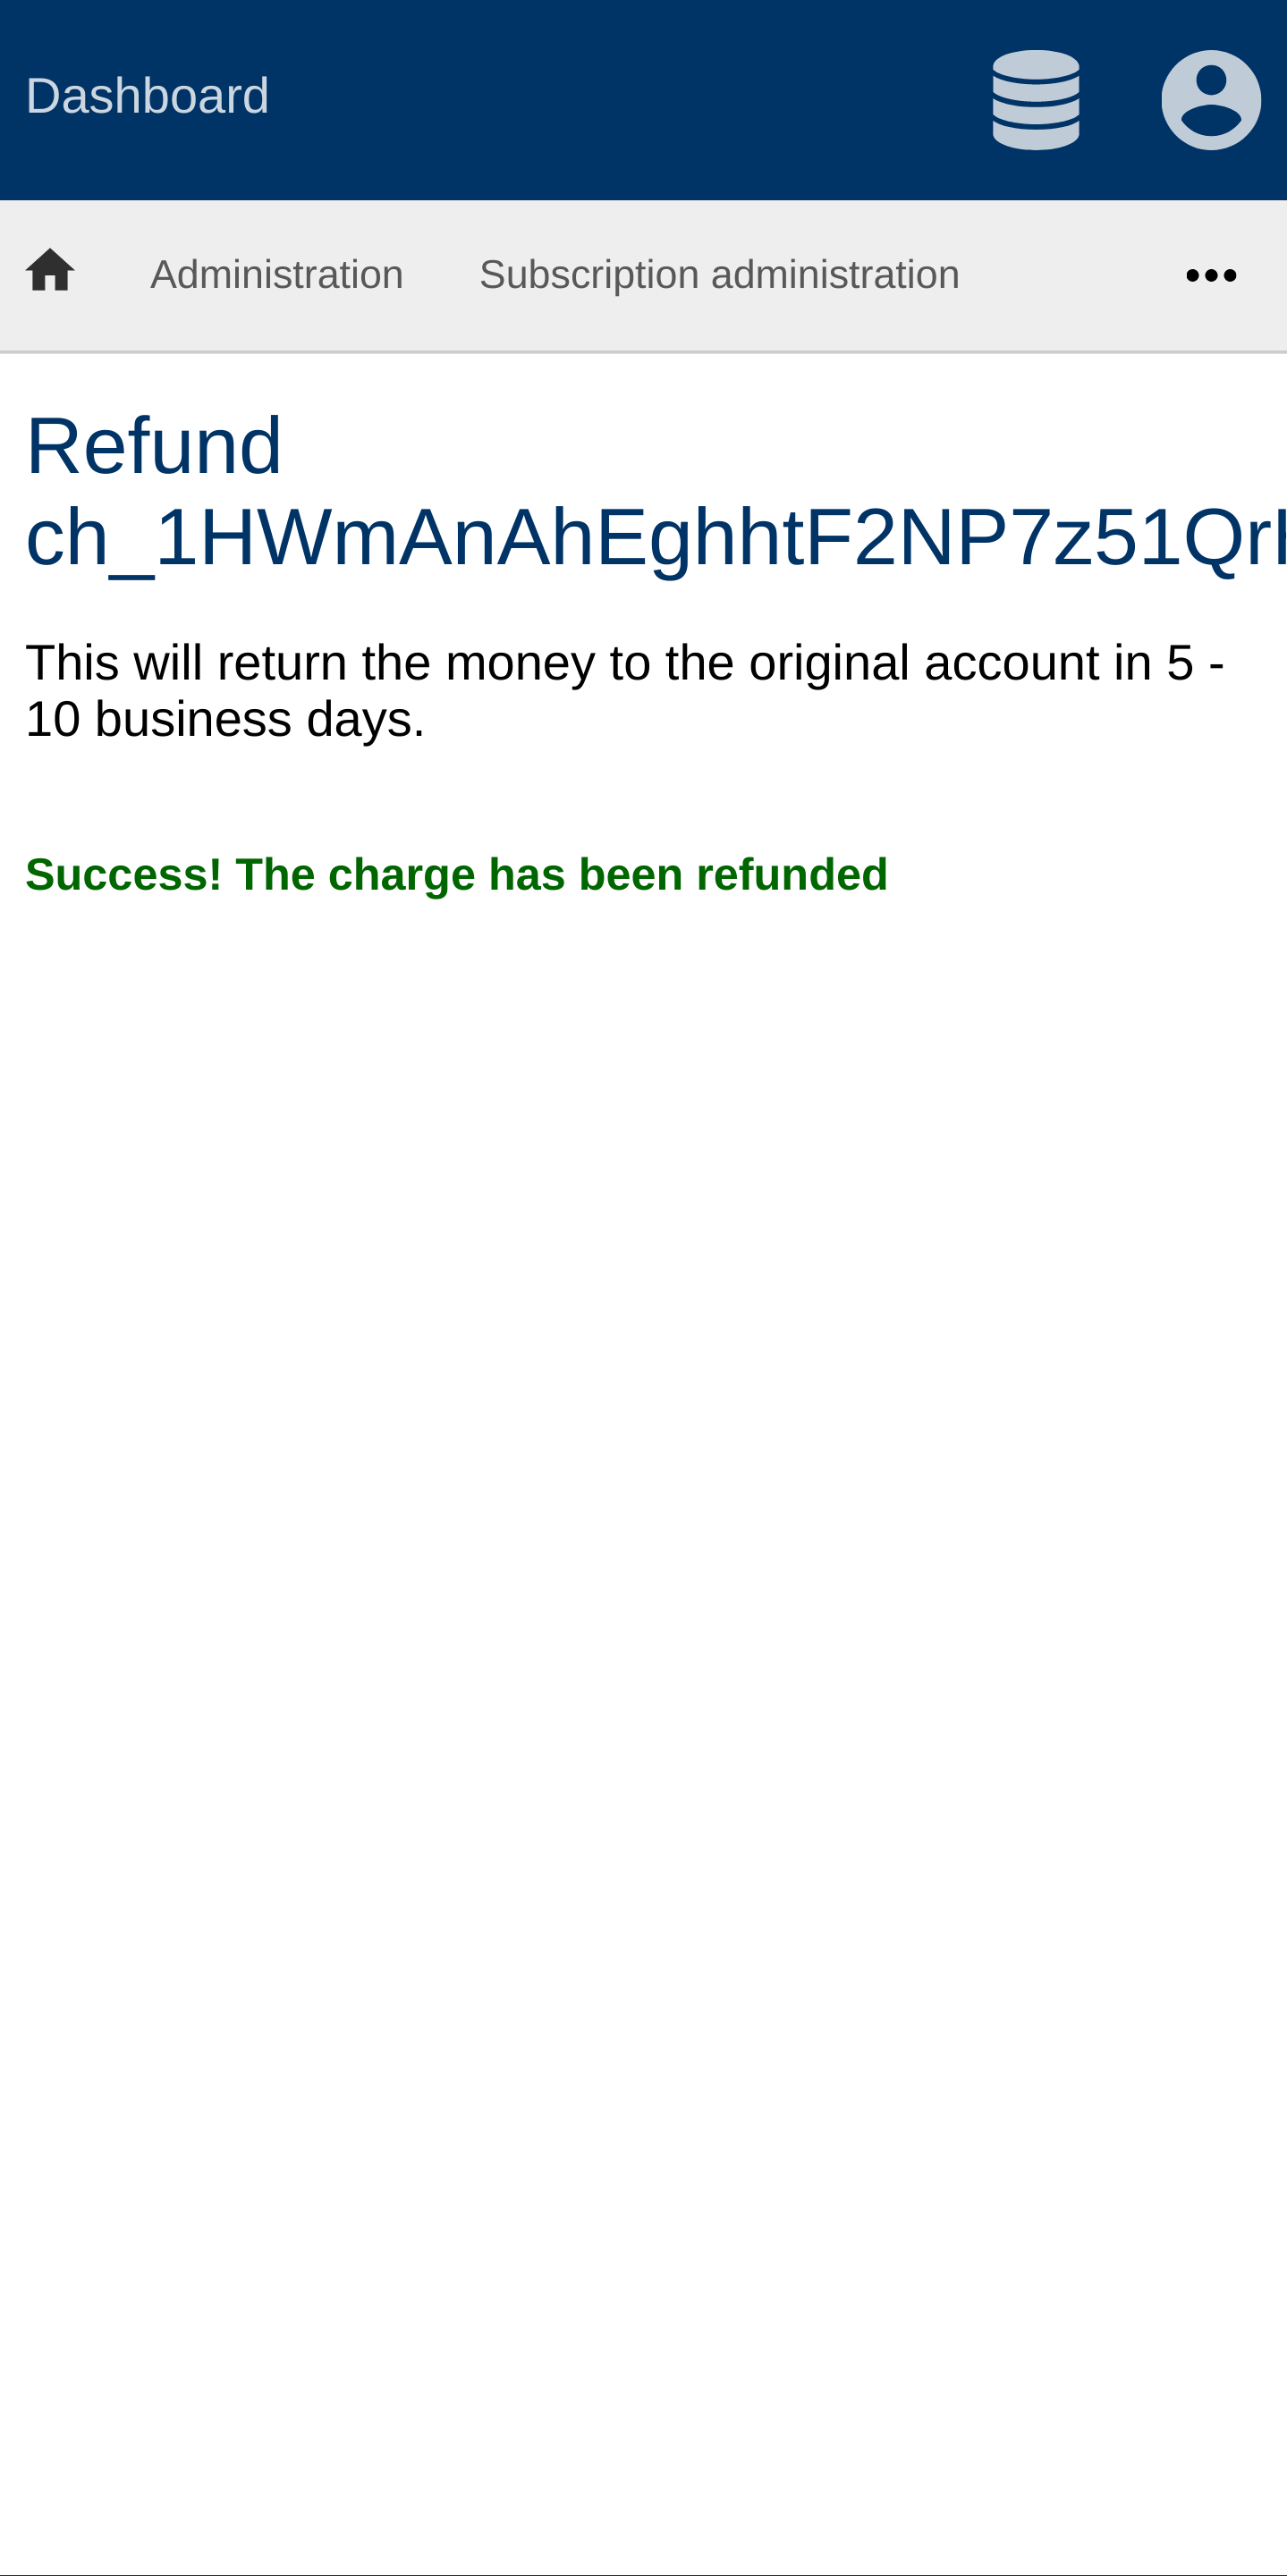 Dashboard
Administration Subscription administration
Refund
ch_1HWmAnAhEghhtF2NP7z51Qr
This will return the money to the original account in 5 -
10 business days.
Success! The charge has been refunded